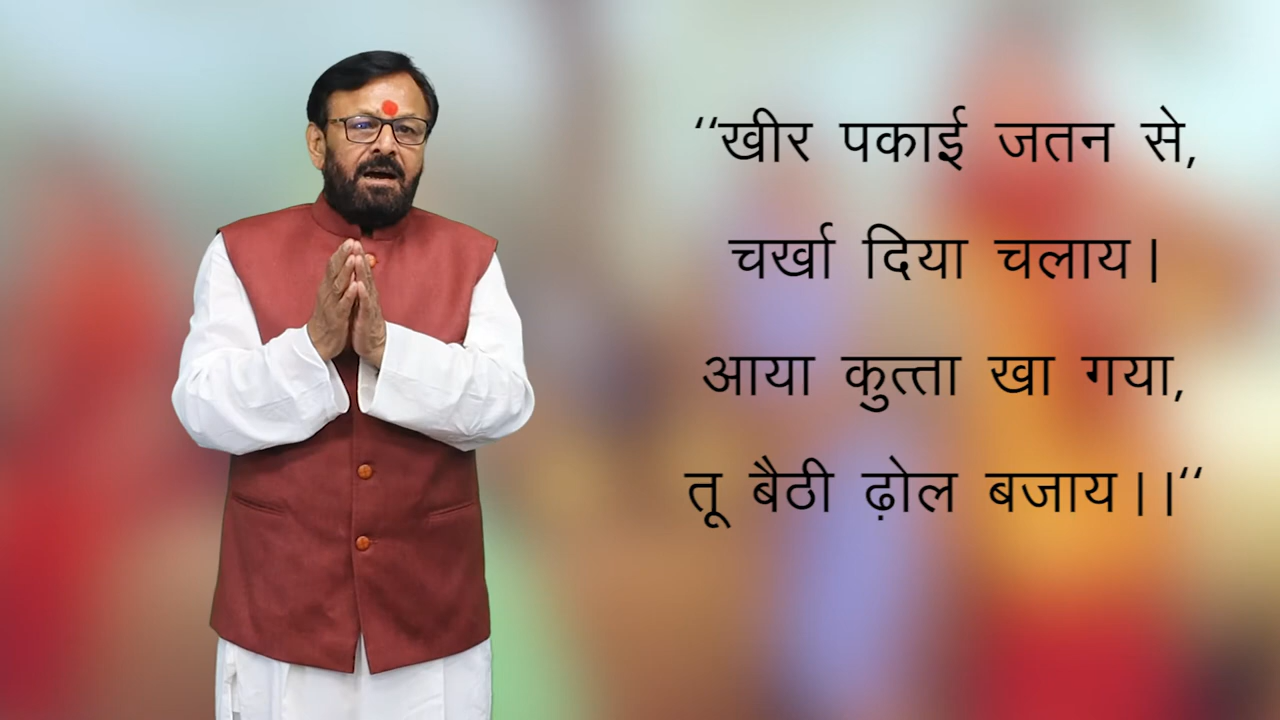 “खीर पकाई जतन से,
चर्खा दिया चलाय।
आया कुत्ता खा गया,
तू बैठी ढ़ोल बजाय।।“